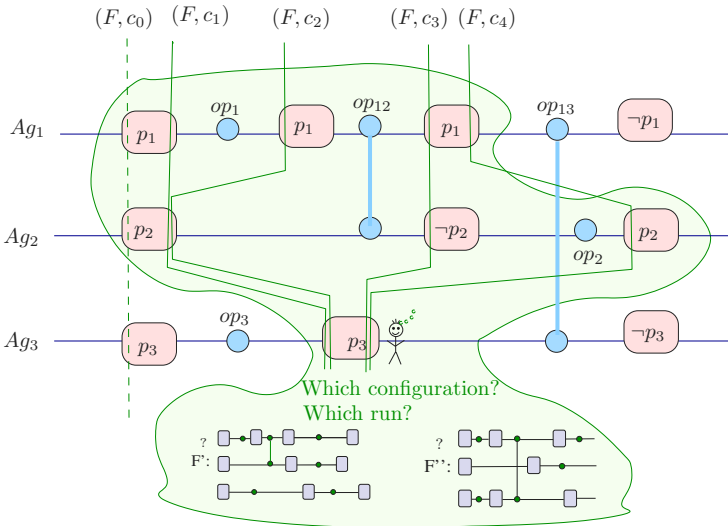 (F, c₀) (F, c₁) (F, c₂) (F, c₃) (F, c₄)
op₁ op₁₂ op₁₃
Ag₁ p₁ p₁ p₁ ¬p₁
Ag₂ p₂ ¬p₂ p₂
op₂
op₃
Ag₃ p₃ p₃ ¬p₃
Which configuration?
Which run?
? ?
F': F'':